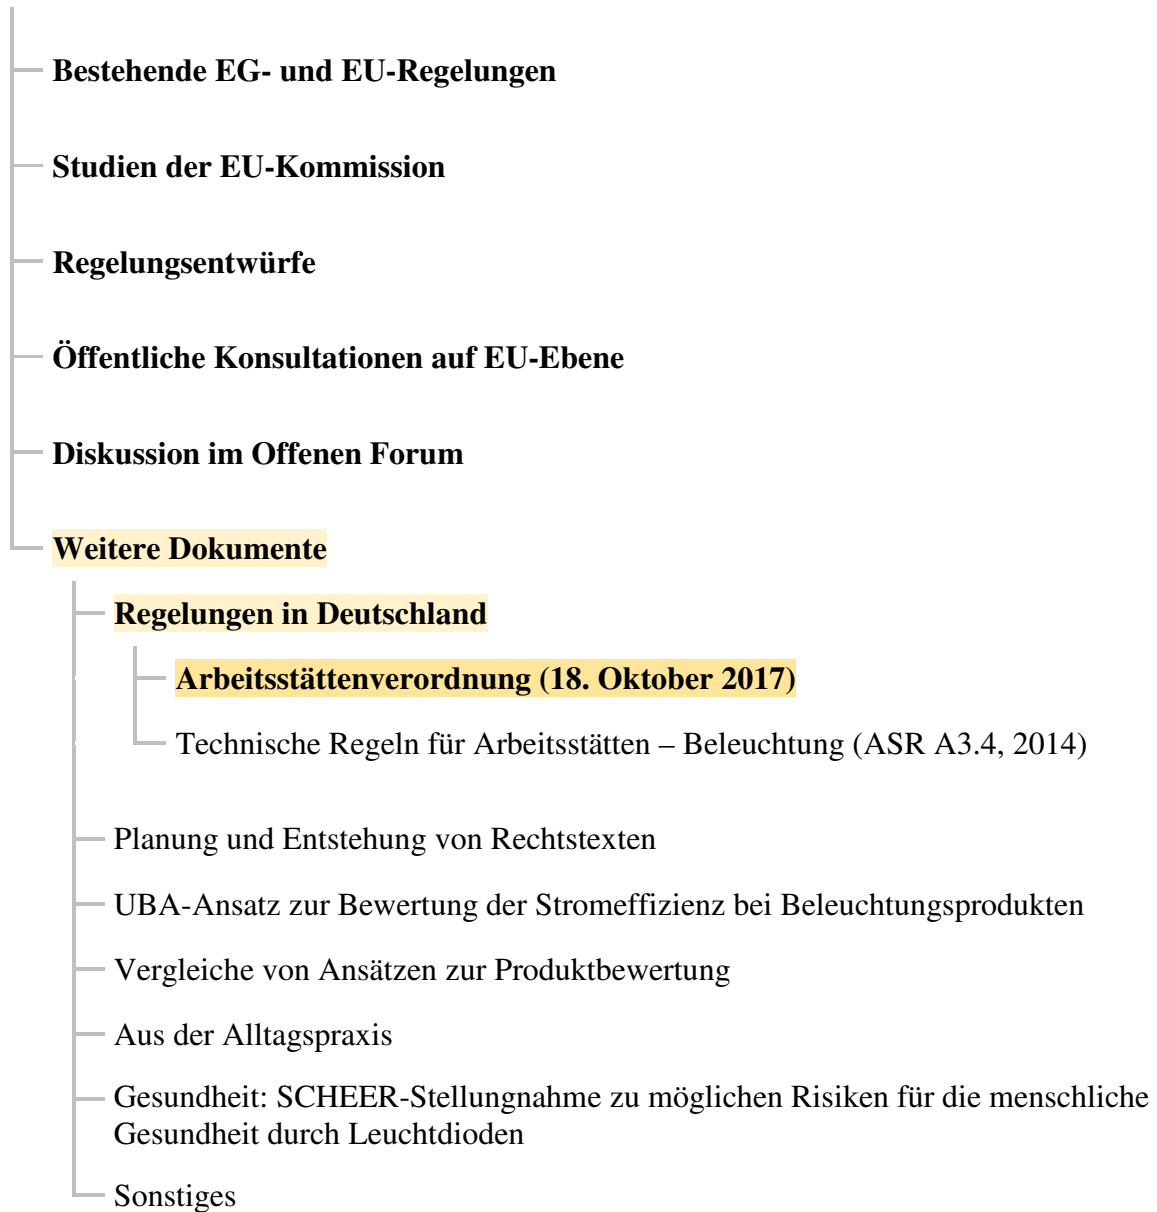 Bestehende EG- und EU-Regelungen
Studien der EU-Kommission
Regelungsentwürfe
Öffentliche Konsultationen auf EU-Ebene
Diskussion im Offenen Forum
Weitere Dokumente
Regelungen in Deutschland
Arbeitsstättenverordnung (18. Oktober 2017)
Technische Regeln für Arbeitsstätten – Beleuchtung (ASR A3.4, 2014)
Planung und Entstehung von Rechtstexten
UBA-Ansatz zur Bewertung der Stromeffizienz bei Beleuchtungsprodukten
Vergleiche von Ansätzen zur Produktbewertung
Aus der Alltagspraxis
Gesundheit: SCHEER-Stellungnahme zu möglichen Risiken für die menschliche
Gesundheit durch Leuchtdioden
Sonstiges